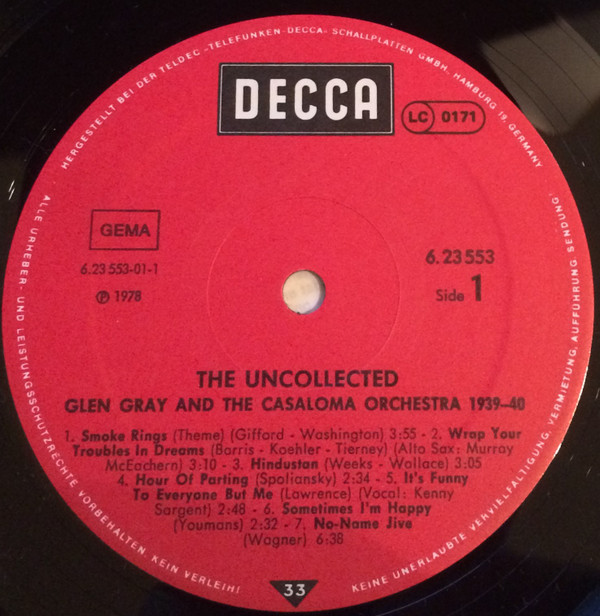 HERGESTELLT BEI DER TELDEC »TELEFUNKEN-DECCA« SCHALLPLATTEN GMBH, HAMBURG 19, GERMANY
DECCA
LC 0171
GEMA
6.23 553-01-1
℗ 1978
6.23 553
Side 1
THE UNCOLLECTED
GLEN GRAY AND THE CASALOMA ORCHESTRA 1939–40
1. Smoke Rings (Theme) (Gifford - Washington) 3:55 - 2. Wrap Your
Troubles In Dreams (Barris - Koehler - Tierney) (Alto Sax: Murray
McEachern) 3:10 - 3. Hindustan (Weeks - Wallace) 3:05
4. Hour Of Parting (Spoliansky) 2:34 - 5. It's Funny
To Everyone But Me (Lawrence) (Vocal: Kenny
Sargent) 2:48 - 6. Sometimes I'm Happy
(Youmans) 2:32 - 7. No-Name Jive
(Wagner) 6:38
33
ALLE URHEBER- UND LEISTUNGSSCHUTZRECHTE VORBEHALTEN. KEIN VERLEIH!
KEINE UNERLAUBTE VERVIELFÄLTIGUNG, VERMIETUNG, AUFFÜHRUNG, SENDUNG!